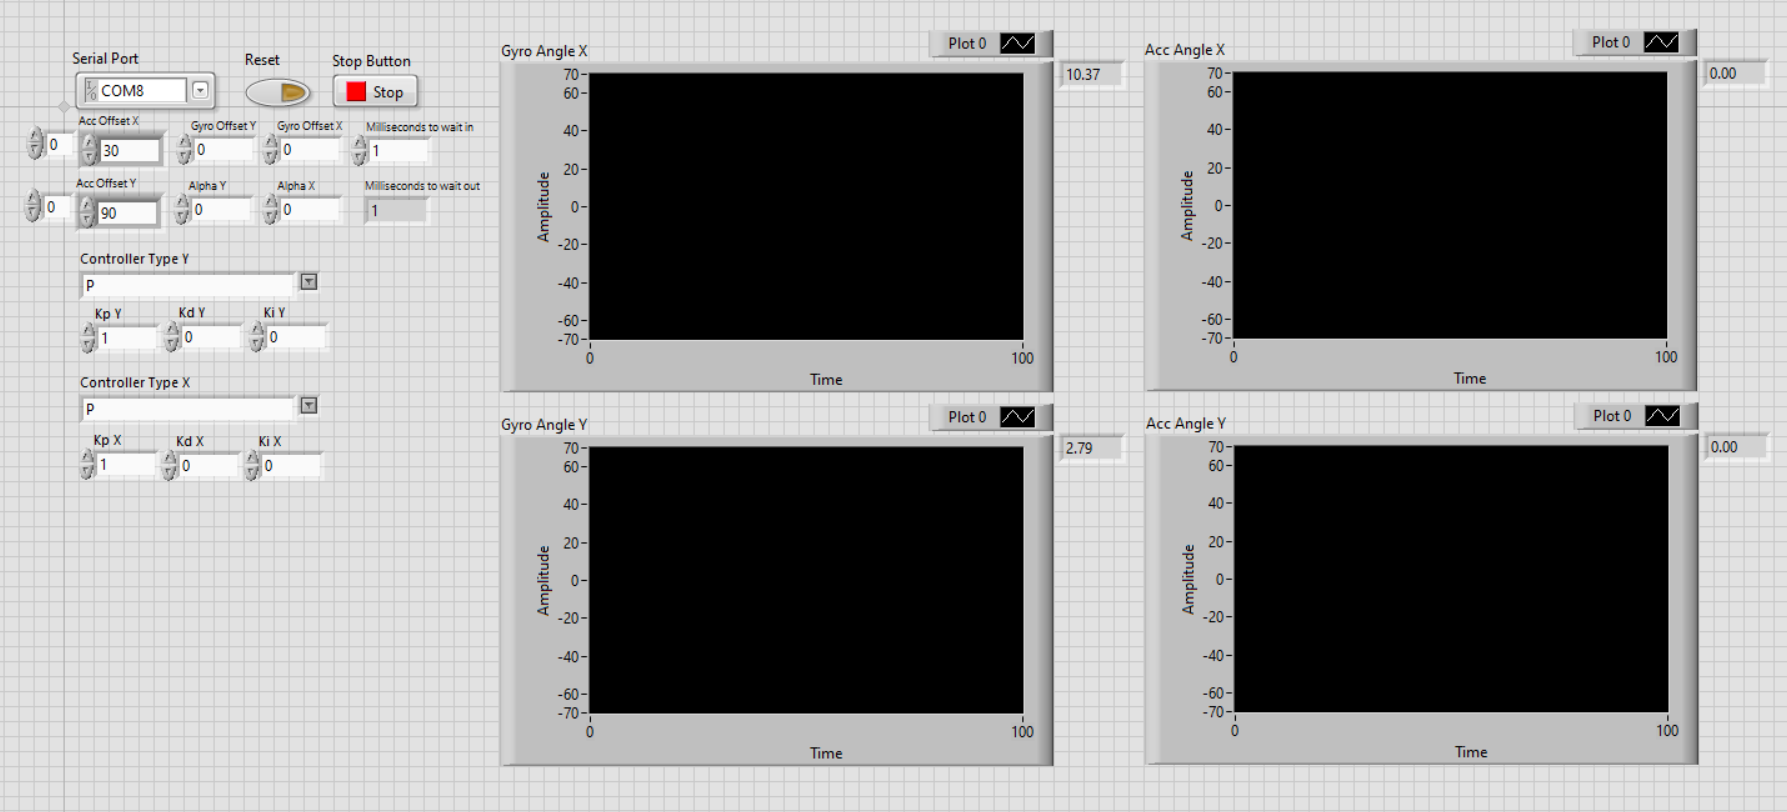 Serial Port
Reset
Stop Button
COM8
Stop
Acc Offset X
Gyro Offset Y
Gyro Offset X
Milliseconds to wait in
0
30
0
0
1
Acc Offset Y
Alpha Y
Alpha X
Milliseconds to wait out
0
90
0
0
1
Controller Type Y
P
Kp Y
Kd Y
Ki Y
1
0
0
Controller Type X
P
Kp X
Kd X
Ki X
1
0
0
Gyro Angle X
Plot 0
10.37
70
60
40
20
0
-20
-40
-60
-70
Amplitude
0
100
Time
Acc Angle X
Plot 0
0.00
70
60
40
20
0
-20
-40
-60
-70
Amplitude
0
100
Time
Gyro Angle Y
Plot 0
2.79
70
60
40
20
0
-20
-40
-60
-70
Amplitude
0
100
Time
Acc Angle Y
Plot 0
0.00
70
60
40
20
0
-20
-40
-60
-70
Amplitude
0
100
Time